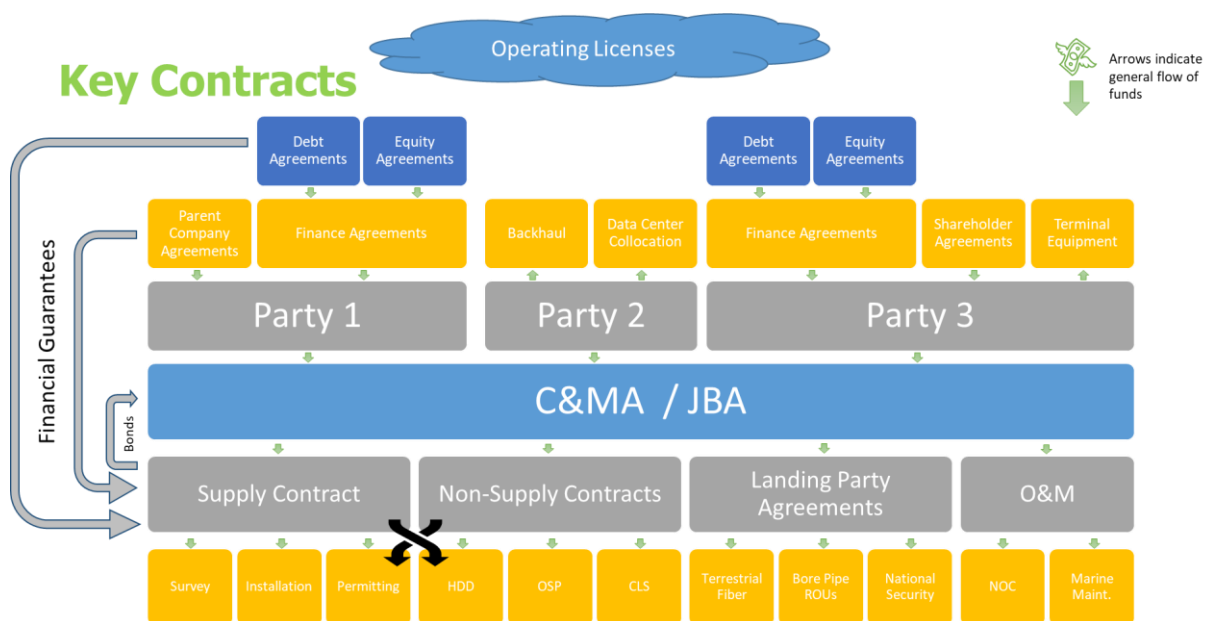 Operating Licenses
Key Contracts
Arrows indicate
general flow of
funds
Debt
Agreements
Equity
Agreements
Debt
Agreements
Equity
Agreements
Parent
Company
Agreements
Finance Agreements
Backhaul
Data Center
Collocation
Finance Agreements
Shareholder
Agreements
Terminal
Equipment
Financial Guarantees
Party 1
Party 2
Party 3
C&MA / JBA
Bonds
Supply Contract
Non-Supply Contracts
Landing Party
Agreements
O&M
Survey
Installation
Permitting
HDD
OSP
CLS
Terrestrial
Fiber
Bore Pipe
ROUs
National
Security
NOC
Marine
Maint.